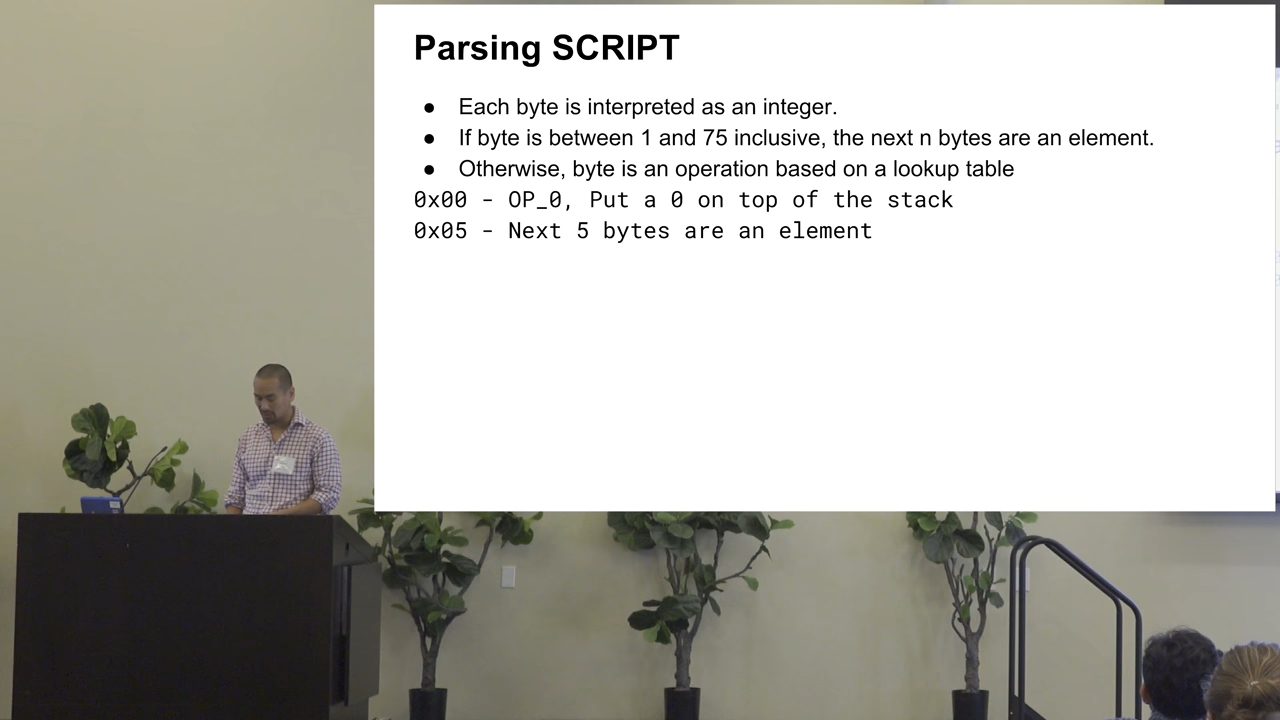 Parsing SCRIPT
● Each byte is interpreted as an integer.
● If byte is between 1 and 75 inclusive, the next n bytes are an element.
● Otherwise, byte is an operation based on a lookup table
0x00 - OP_0, Put a 0 on top of the stack
0x05 - Next 5 bytes are an element